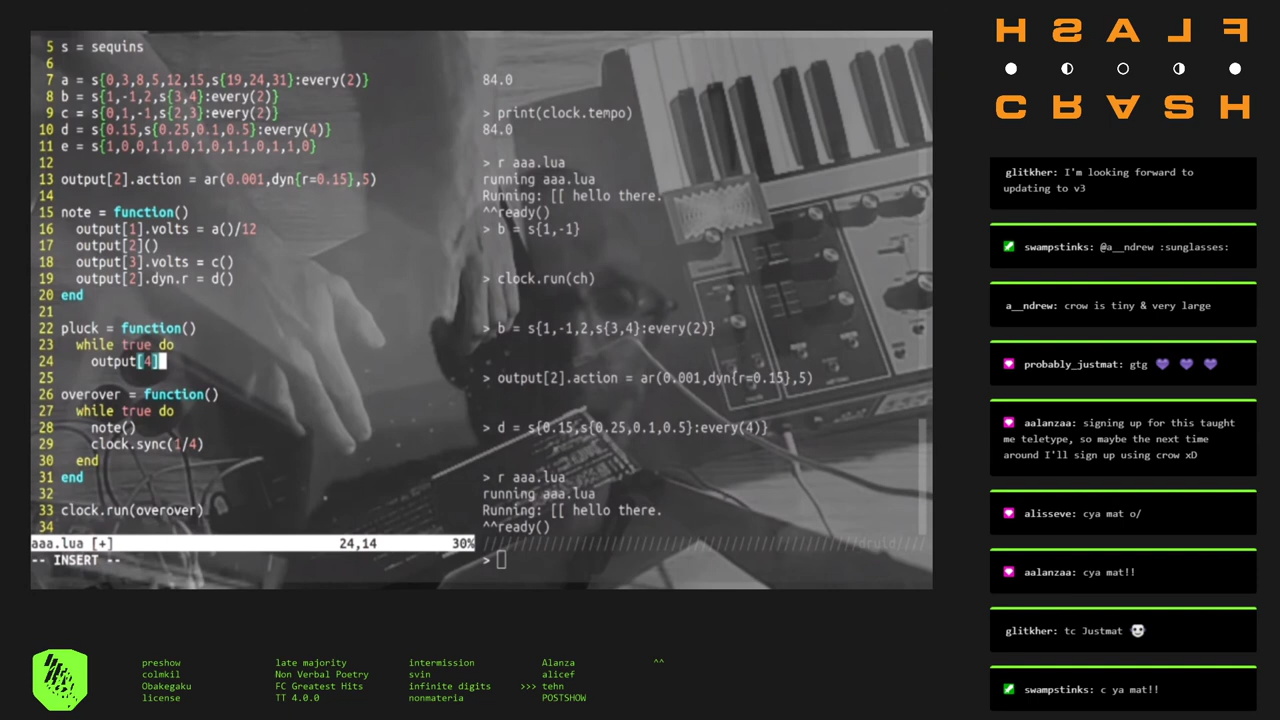 5 s = sequins
6
7 a = s{0,3,8,5,12,15,s{19,24,31}:every(2)}
8 b = s{1,-1,2,s{3,4}:every(2)}
9 c = s{0,1,-1,s{2,3}:every(2)}
10 d = s{0.15,s{0.25,0.1,0.5}:every(4)}
11 e = s{1,0,0,1,1,0,1,0,1,1,0,1,1,0}
12
13 output[2].action = ar(0.001,dyn{r=0.15},5)
14
15 note = function()
16 output[1].volts = a()/12
17 output[2]()
18 output[3].volts = c()
19 output[2].dyn.r = d()
20 end
21
22 pluck = function()
23 while true do
24 output[4]
25
26 overover = function()
27 while true do
28 note()
29 clock.sync(1/4)
30 end
31 end
32
33 clock.run(overover)
34
aaa.lua [+] 24,14 30%
-- INSERT --
84.0
> print(clock.tempo)
84.0
> r aaa.lua
running aaa.lua
Running: [[ hello there.
^^ready()
> b = s{1,-1}
> clock.run(ch)
> b = s{1,-1,2,s{3,4}:every(2)}
> output[2].action = ar(0.001,dyn{r=0.15},5)
> d = s{0.15,s{0.25,0.1,0.5}:every(4)}
> r aaa.lua
running aaa.lua
Running: [[ hello there.
^^ready()
////////////////////////////////////////////druid////
>
FLASH
CRASH
glitkher: I'm looking forward to
updating to v3
swampstinks: @a__ndrew :sunglasses:
a__ndrew: crow is tiny & very large
probably_justmat: gtg 💜 💜 💜
aalanzaa: signing up for this taught
me teletype, so maybe the next time
around I'll sign up using crow xD
alisseve: cya mat o/
aalanzaa: cya mat!!
glitkher: tc Justmat
swampstinks: c ya mat!!
preshow
colmkil
Obakegaku
license
late majority
Non Verbal Poetry
FC Greatest Hits
TT 4.0.0
intermission
svin
infinite digits
nonmateria
Alanza
alicef
>>> tehn
POSTSHOW
^^